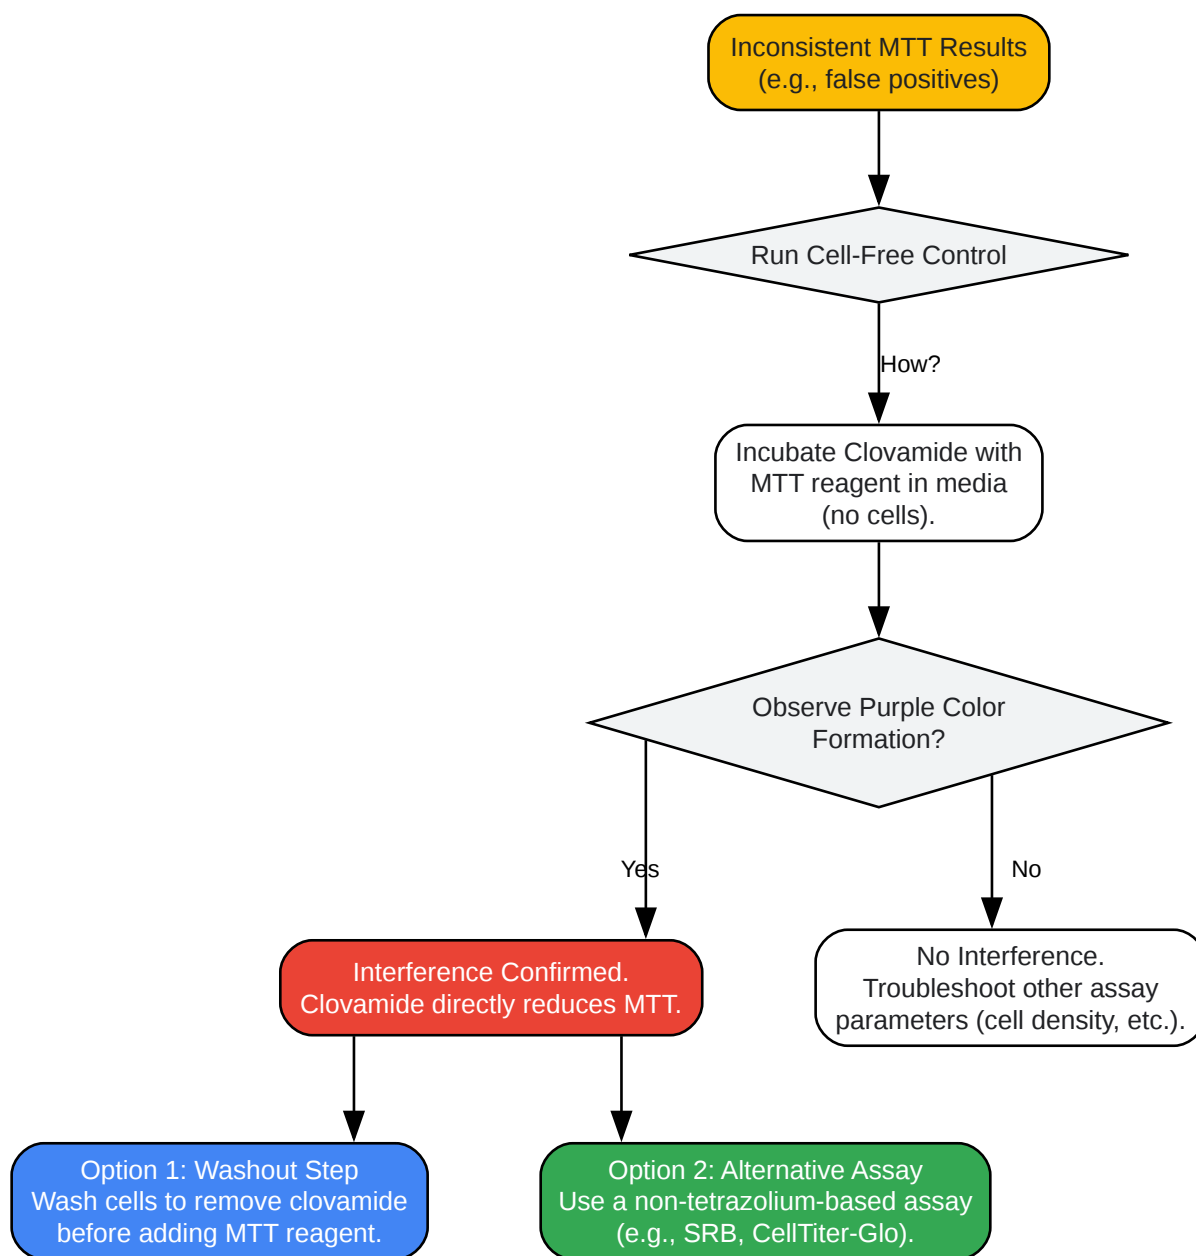 Inconsistent MTT Results
(e.g., false positives)
Run Cell-Free Control
How?
Incubate Clovamide with
MTT reagent in media
(no cells).
Observe Purple Color
Formation?
Yes
No
Interference Confirmed.
Clovamide directly reduces MTT.
No Interference.
Troubleshoot other assay
parameters (cell density, etc.).
Option 1: Washout Step
Wash cells to remove clovamide
before adding MTT reagent.
Option 2: Alternative Assay
Use a non-tetrazolium-based assay
(e.g., SRB, CellTiter-Glo).